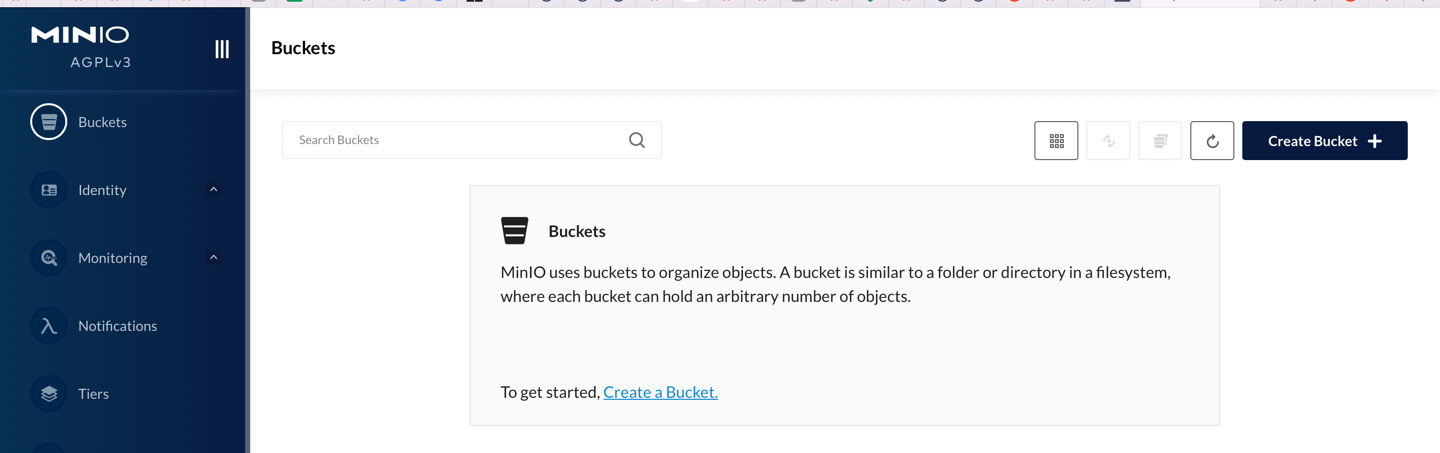 MINIO
AGPLv3
Buckets
Identity
Monitoring
Notifications
Tiers
Buckets
Search Buckets
Create Bucket
Buckets
MinIO uses buckets to organize objects. A bucket is similar to a folder or directory in a filesystem,
where each bucket can hold an arbitrary number of objects.
To get started, Create a Bucket.